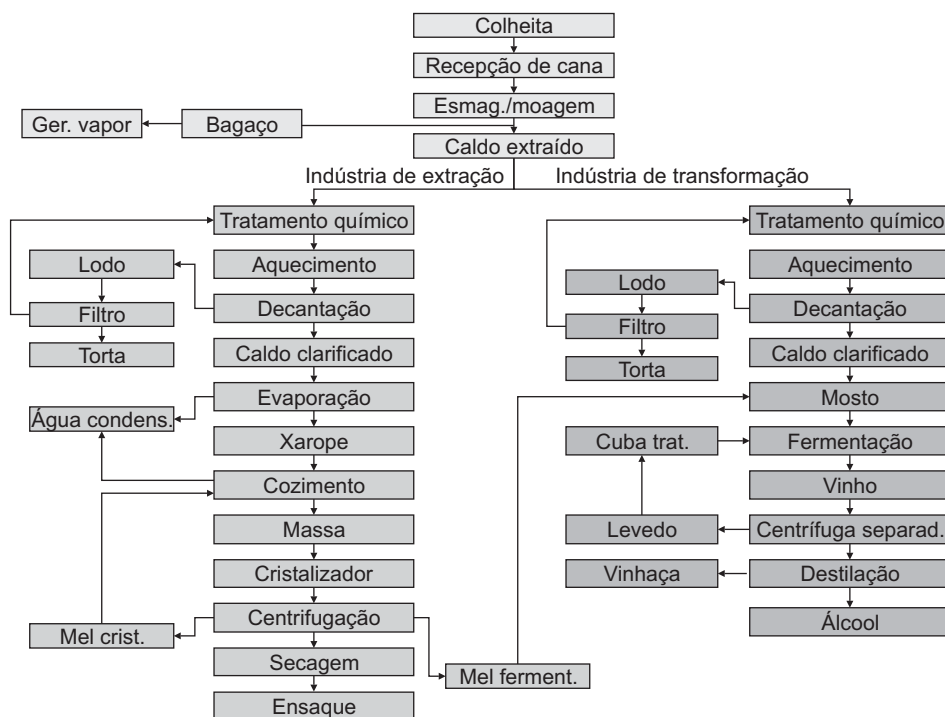 Colheita
Recepção de cana
Esmag./moagem
Ger. vapor
Bagaço
Caldo extraído
Indústria de extração
Indústria de transformação
Tratamento químico
Lodo
Aquecimento
Filtro
Decantação
Torta
Caldo clarificado
Água condens.
Evaporação
Xarope
Cozimento
Massa
Cristalizador
Mel crist.
Centrifugação
Secagem
Ensaque
Mel ferment.
Tratamento químico
Aquecimento
Lodo
Decantação
Filtro
Caldo clarificado
Torta
Mosto
Cuba trat.
Fermentação
Vinho
Levedo
Centrífuga separad.
Vinhaça
Destilação
Álcool